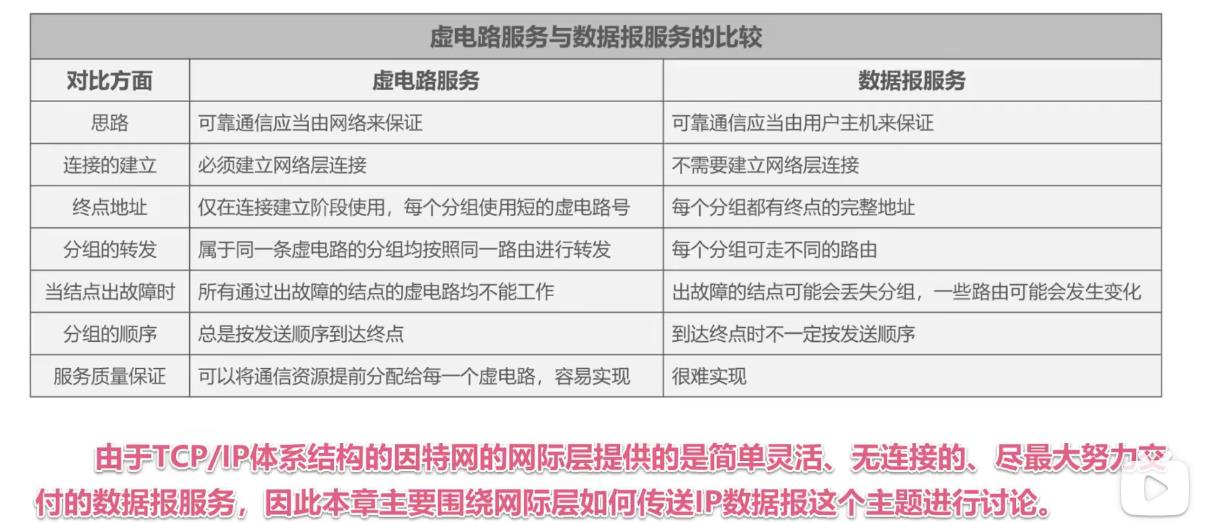 虚电路服务与数据报服务的比较
对比方面 虚电路服务 数据报服务
思路 可靠通信应当由网络来保证 可靠通信应当由用户主机来保证
连接的建立 必须建立网络层连接 不需要建立网络层连接
终点地址 仅在连接建立阶段使用，每个分组使用短的虚电路号 每个分组都有终点的完整地址
分组的转发 属于同一条虚电路的分组均按照同一路由进行转发 每个分组可走不同的路由
当结点出故障时 所有通过出故障的结点的虚电路均不能工作 出故障的结点可能会丢失分组，一些路由可能会发生变化
分组的顺序 总是按发送顺序到达终点 到达终点时不一定按发送顺序
服务质量保证 可以将通信资源提前分配给每一个虚电路，容易实现 很难实现
由于TCP/IP体系结构的因特网的网际层提供的是简单灵活、无连接的、尽最大努力交
付的数据报服务，因此本章主要围绕网际层如何传送IP数据报这个主题进行讨论。